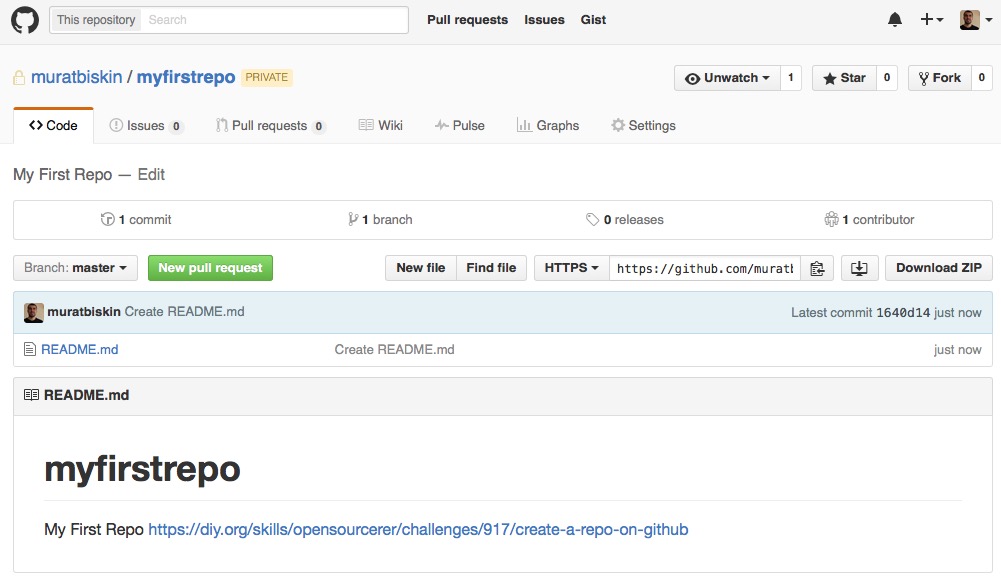 This repository Search Pull requests Issues Gist
muratbiskin / myfirstrepo PRIVATE Unwatch 1 Star 0 Fork 0
Code Issues 0 Pull requests 0 Wiki Pulse Graphs Settings
My First Repo — Edit
1 commit 1 branch 0 releases 1 contributor
Branch: master New pull request New file Find file HTTPS https://github.com/muratb Download ZIP
muratbiskin Create README.md Latest commit 1640d14 just now
README.md Create README.md just now
README.md
myfirstrepo
My First Repo https://diy.org/skills/opensourcerer/challenges/917/create-a-repo-on-github